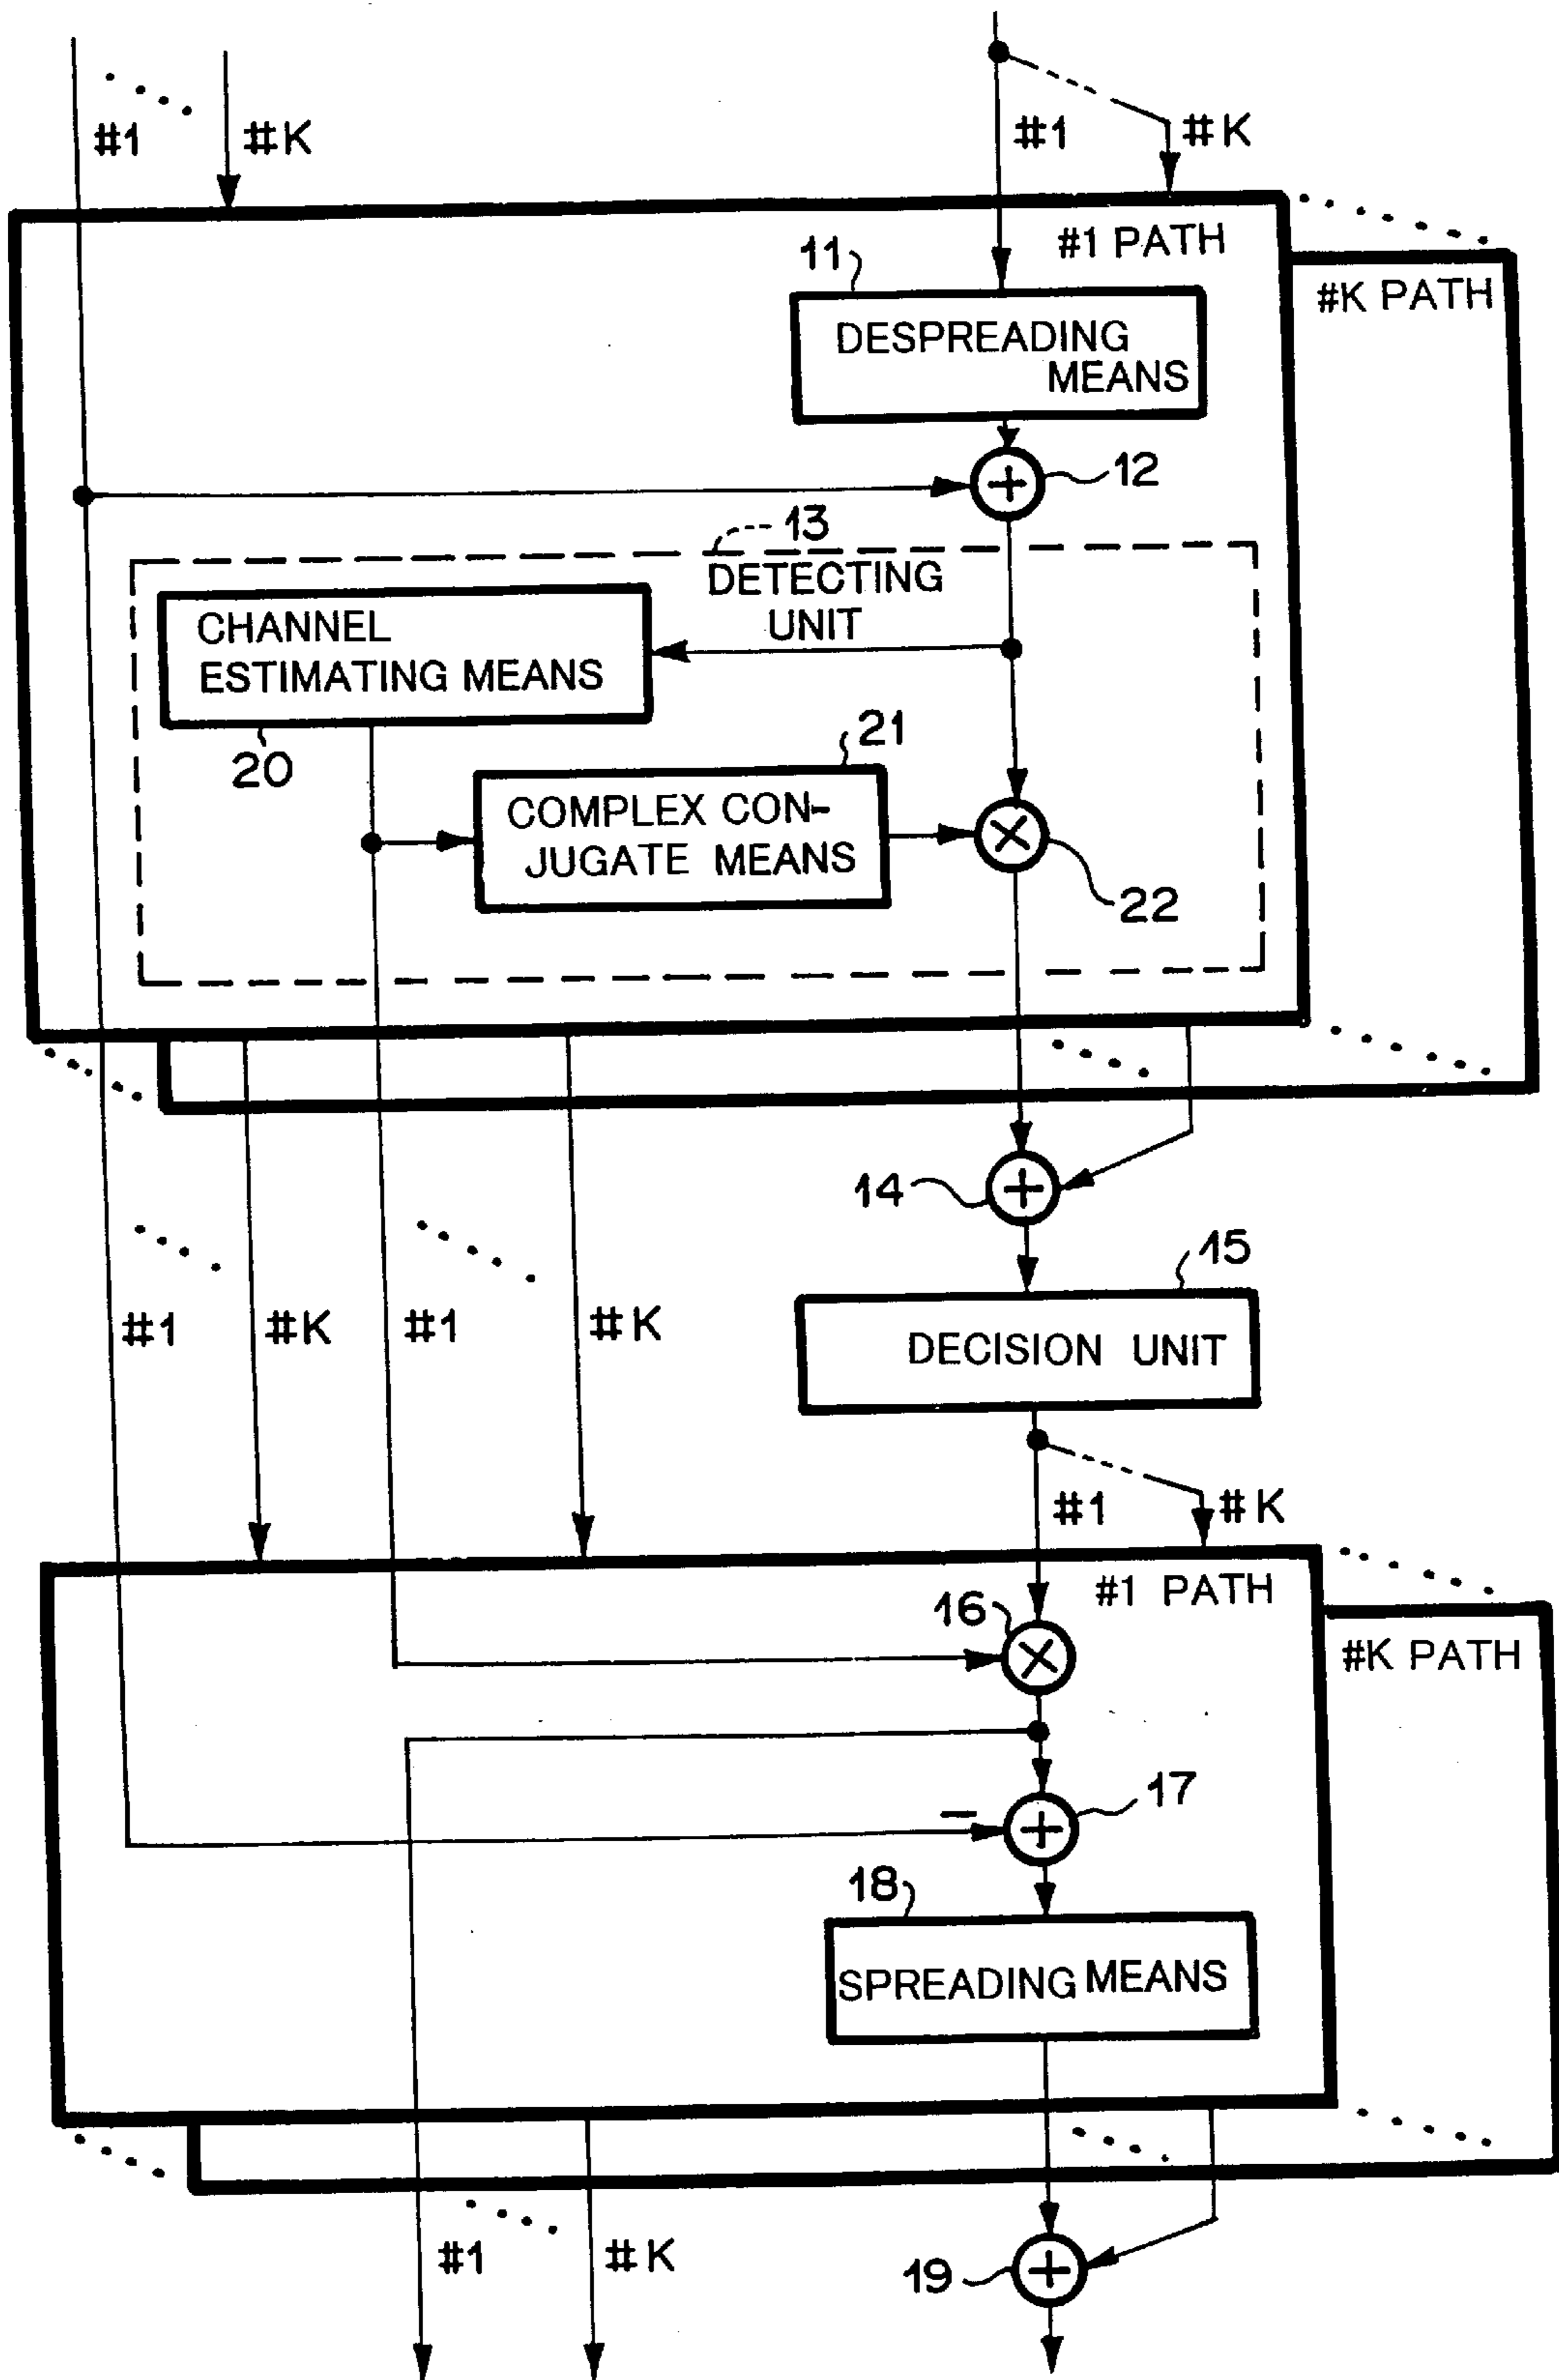 #1
#K
#1
#K
#1 PATH
#K PATH
11
DESPREADING
MEANS
+
12
13
DETECTING
UNIT
CHANNEL
ESTIMATING MEANS
20
21
COMPLEX CON-
JUGATE MEANS
×
22
14
+
15
DECISION UNIT
#1
#K
#1
#K
#1
#K
#1 PATH
#K PATH
16
×
−
+
17
18
SPREADING MEANS
#1
#K
19
+